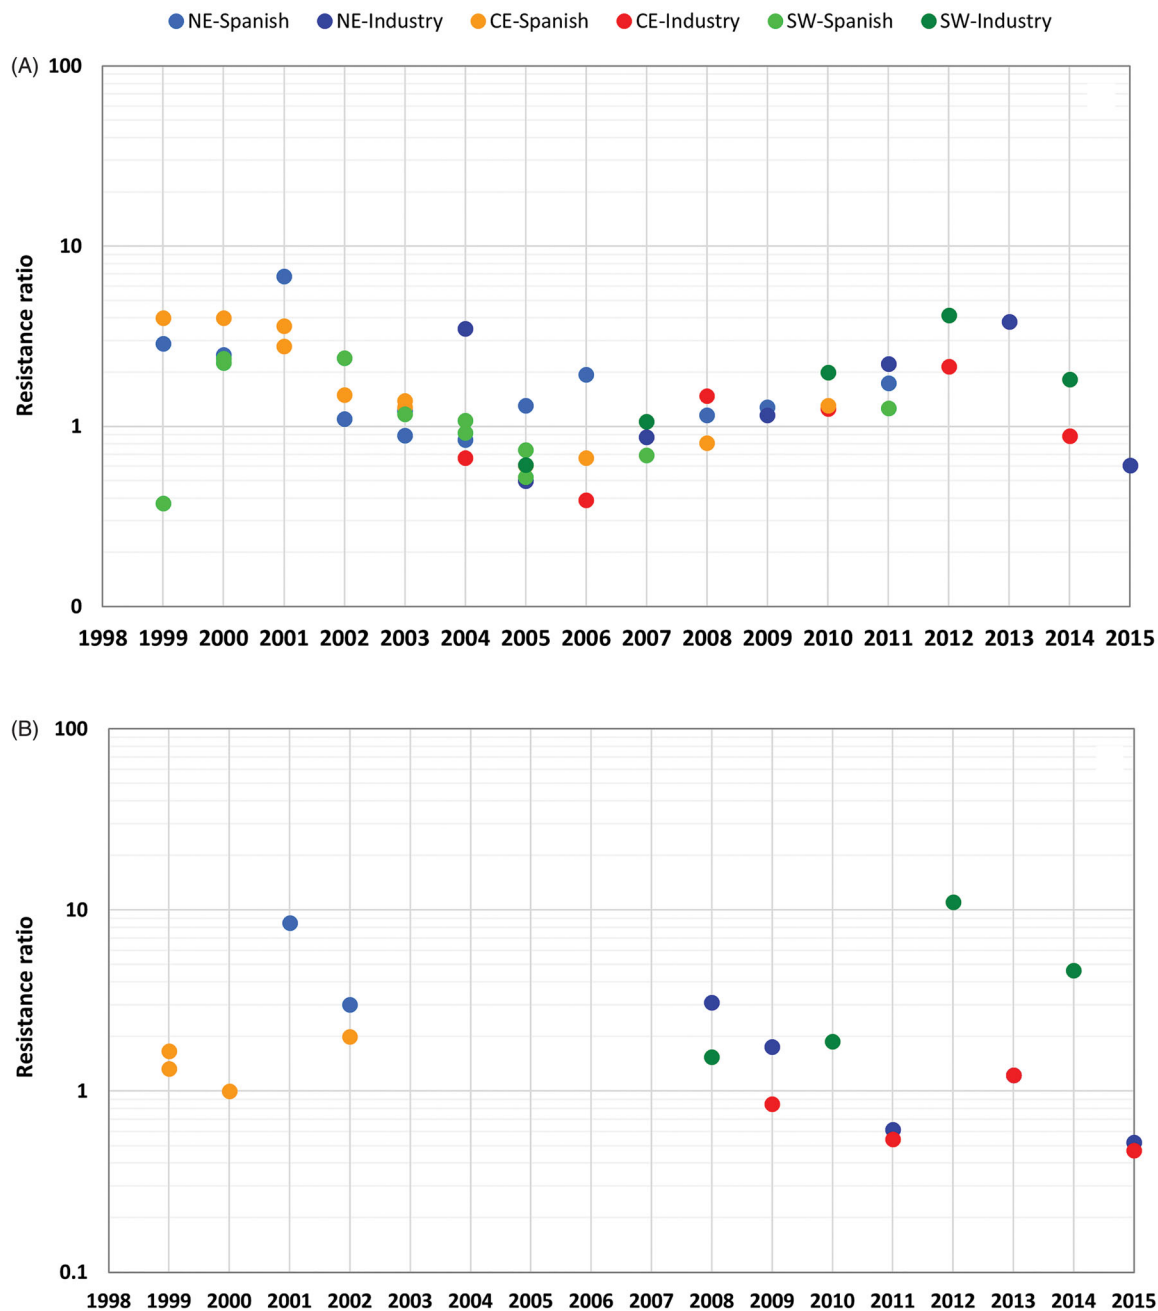 NE-Spanish NE-Industry CE-Spanish CE-Industry SW-Spanish SW-Industry
(A)
100
10
1
0
Resistance ratio
1998 1999 2000 2001 2002 2003 2004 2005 2006 2007 2008 2009 2010 2011 2012 2013 2014 2015
(B)
100
10
1
0.1
Resistance ratio
1998 1999 2000 2001 2002 2003 2004 2005 2006 2007 2008 2009 2010 2011 2012 2013 2014 2015